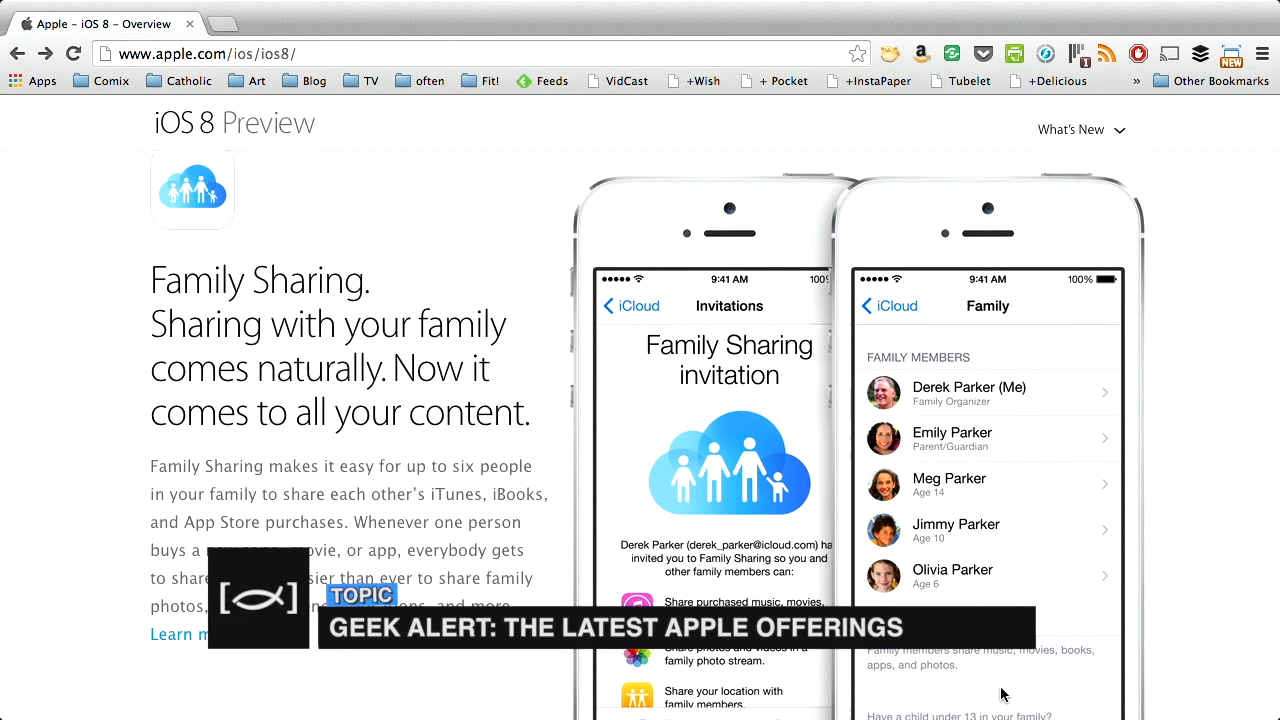 Apple – iOS 8 – Overview
www.apple.com/ios/ios8/
NEW
1
Apps
Comix
Catholic
Art
Blog
TV
often
Fit!
Feeds
VidCast
+Wish
+ Pocket
+InstaPaper
Tubelet
+Delicious
»
Other Bookmarks
iOS 8 Preview
What's New
Family Sharing.
Sharing with your family
comes naturally. Now it
comes to all your content.
Family Sharing makes it easy for up to six people
in your family to share each other's iTunes, iBooks,
and App Store purchases. Whenever one person
buys a new song, movie, or app, everybody gets
to share
than ever to share family
photos,
and more.
Learn m
9:41 AM
100%
iCloud
Invitations
Family Sharing
invitation
Derek Parker (derek_parker@icloud.com) ha
invited you to Family Sharing so you and
other family members can:
Share purchased music, movies,
Share photos and videos in a
family photo stream.
Share your location with
family members.
9:41 AM
100%
iCloud
Family
FAMILY MEMBERS
Derek Parker (Me)
Family Organizer
Emily Parker
Parent/Guardian
Meg Parker
Age 14
Jimmy Parker
Age 10
Olivia Parker
Age 6
Family members share music, movies, books,
apps, and photos.
Have a child under 13 in your family?
TOPIC
GEEK ALERT: THE LATEST APPLE OFFERINGS